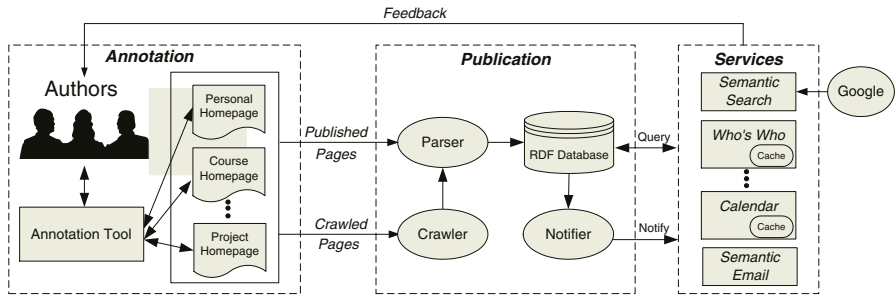 Feedback
Annotation
Authors
Personal
Homepage
Course
Homepage
Project
Homepage
Annotation Tool
Published
Pages
Crawled
Pages
Publication
Parser
RDF Database
Crawler
Notifier
Query
Notify
Services
Semantic
Search
Google
Who's Who
Cache
Calendar
Cache
Semantic
Email